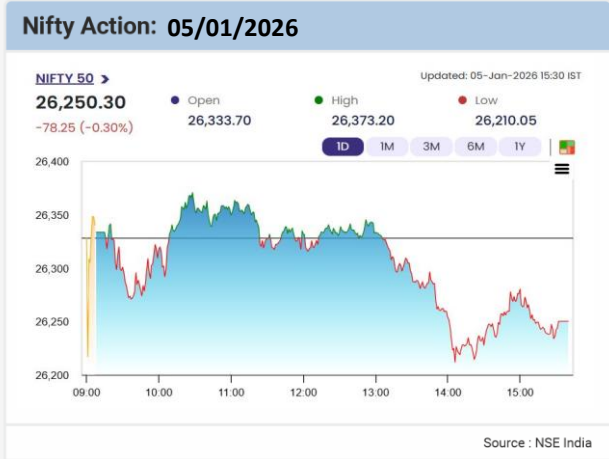 Nifty Action: 05/01/2026
NIFTY 50 >
Updated: 05-Jan-2026 15:30 IST
26,250.30
-78.25 (-0.30%)
Open
26,333.70
High
26,373.20
Low
26,210.05
1D 1M 3M 6M 1Y
26,400
26,350
26,300
26,250
26,200
09:00 10:00 11:00 12:00 13:00 14:00 15:00
Source : NSE India